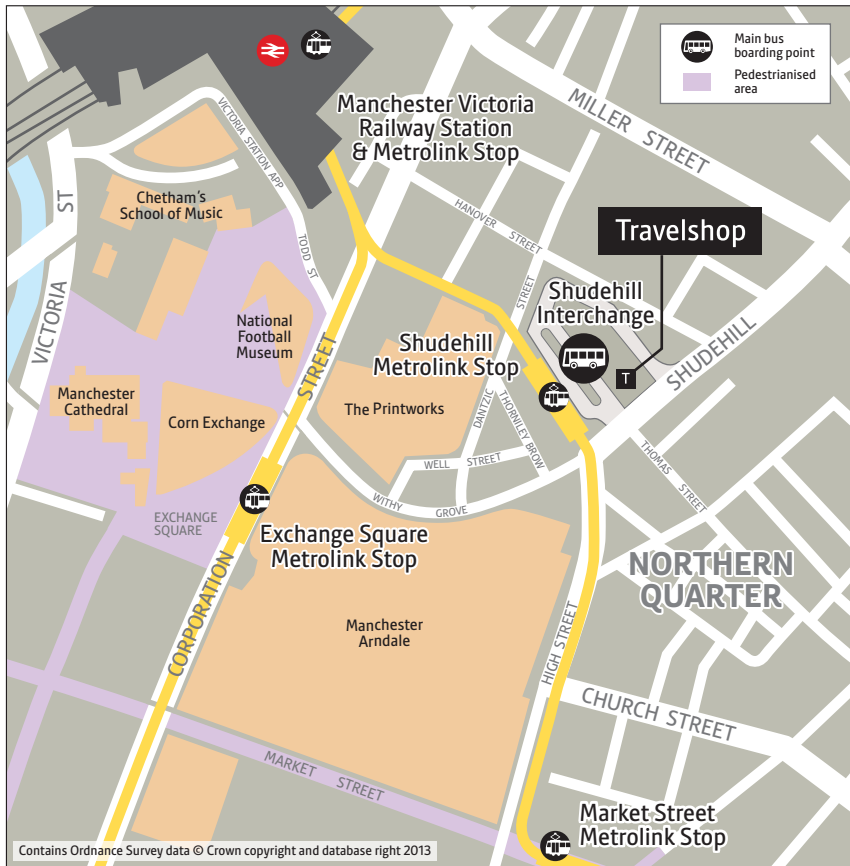 Main bus
boarding point
Pedestrianised
area
MILLER STREET
Manchester Victoria
Railway Station
& Metrolink Stop
VICTORIA STATION APP
Chetham's
School of Music
HANOVER STREET
Travelshop
VICTORIA ST
TODD ST
Shudehill
Interchange
National
Football
Museum
Shudehill
Metrolink Stop
T
SHUDEHILL
Manchester
Cathedral
Corn Exchange
The Printworks
DANTZIC STREET
THORNILEY BROW
THOMAS STREET
WELL STREET
WITHY GROVE
EXCHANGE
SQUARE
Exchange Square
Metrolink Stop
NORTHERN
QUARTER
CORPORATION STREET
Manchester
Arndale
HIGH STREET
CHURCH STREET
MARKET STREET
Market Street
Metrolink Stop
Contains Ordnance Survey data © Crown copyright and database right 2013